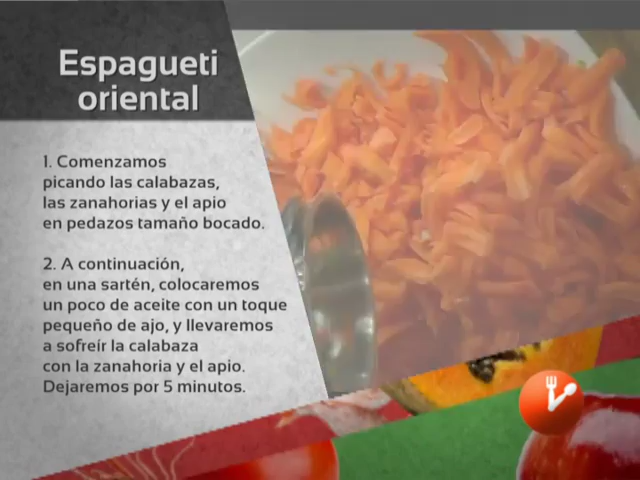 Espagueti
oriental
1. Comenzamos
picando las calabazas,
las zanahorias y el apio
en pedazos tamaño bocado.
2. A continuación,
en una sartén, colocaremos
un poco de aceite con un toque
pequeño de ajo, y llevaremos
a sofreír la calabaza
con la zanahoria y el apio.
Dejaremos por 5 minutos.